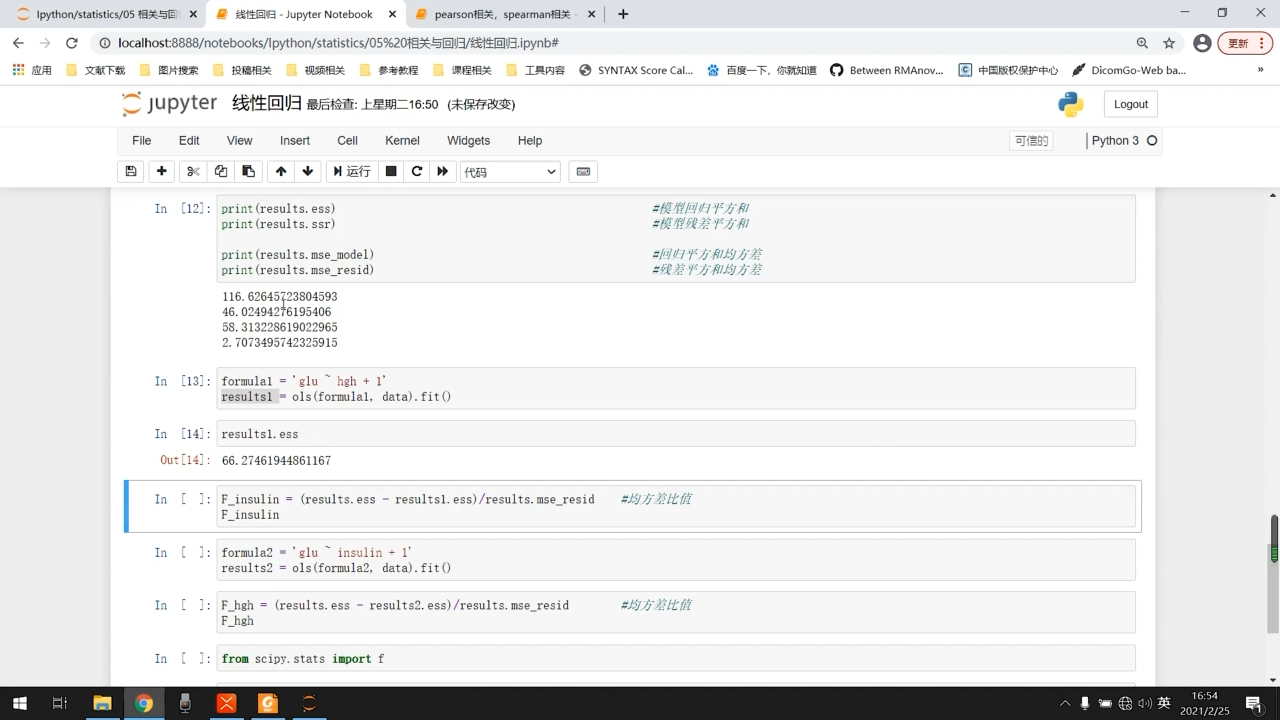 Ipython/statistics/05 相关与回
线性回归 - Jupyter Notebook
pearson相关，spearman相关 -
localhost:8888/notebooks/Ipython/statistics/05%20相关与回归/线性回归.ipynb#
更新
应用 文献下载 图片搜索 投稿相关 视频相关 参考教程 课程相关 工具内容 SYNTAX Score Cal... 百度一下，你就知道 Between RMAnov... 中国版权保护中心 DicomGo-Web ba... »
jupyter 线性回归 最后检查: 上星期二16:50 (未保存改变)
Logout
File Edit View Insert Cell Kernel Widgets Help
可信的 Python 3
运行 代码
In [12]: print(results.ess) #模型回归平方和
print(results.ssr) #模型残差平方和
print(results.mse_model) #回归平方和均方差
print(results.mse_resid) #残差平方和均方差
116.62645723804593
46.02494276195406
58.313228619022965
2.7073495742325915
In [13]: formula1 = 'glu ~ hgh + 1'
results1 = ols(formula1, data).fit()
In [14]: results1.ess
Out[14]: 66.27461944861167
In [ ]: F_insulin = (results.ess - results1.ess)/results.mse_resid #均方差比值
F_insulin
In [ ]: formula2 = 'glu ~ insulin + 1'
results2 = ols(formula2, data).fit()
In [ ]: F_hgh = (results.ess - results2.ess)/results.mse_resid #均方差比值
F_hgh
In [ ]: from scipy.stats import f
英
16:54
2021/2/25